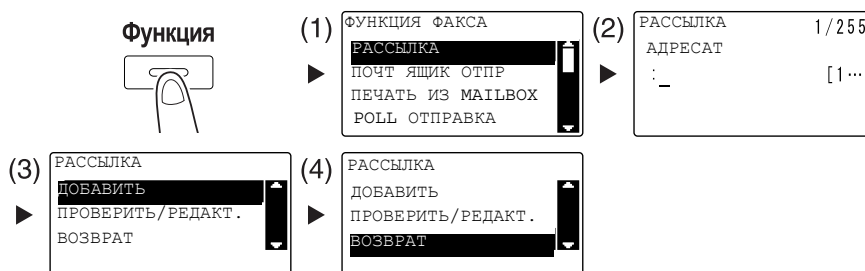 Функция
(1)
ФУНКЦИЯ ФАКСА
РАССЫЛКА
ПОЧТ ЯЩИК ОТПР
ПЕЧАТЬ ИЗ MAILBOX
POLL ОТПРАВКА
(2)
РАССЫЛКА 1/255
АДРЕСАТ
:_ [1…
(3)
РАССЫЛКА
ДОБАВИТЬ
ПРОВЕРИТЬ/РЕДАКТ.
ВОЗВРАТ
(4)
РАССЫЛКА
ДОБАВИТЬ
ПРОВЕРИТЬ/РЕДАКТ.
ВОЗВРАТ